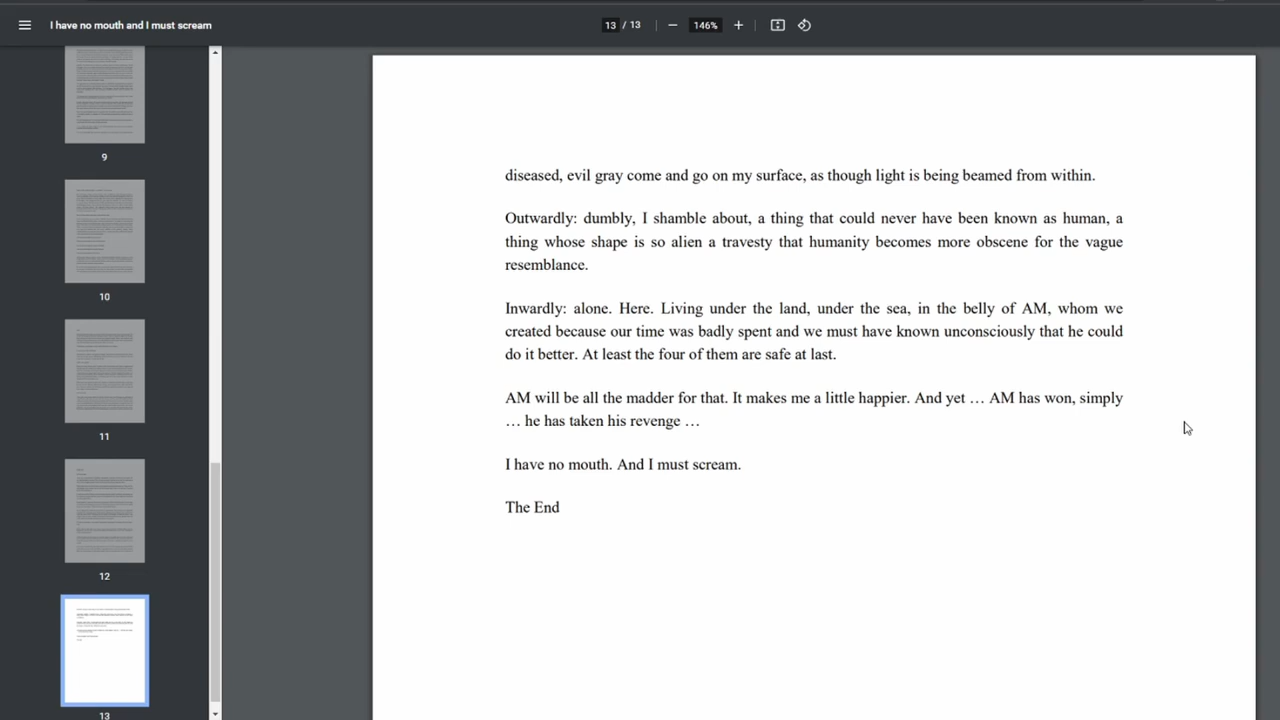 I have no mouth and I must scream
13 / 13
146%
9
10
11
12
13
diseased, evil gray come and go on my surface, as though light is being beamed from within.
Outwardly: dumbly, I shamble about, a thing that could never have been known as human, a
thing whose shape is so alien a travesty that humanity becomes more obscene for the vague
resemblance.
Inwardly: alone. Here. Living under the land, under the sea, in the belly of AM, whom we
created because our time was badly spent and we must have known unconsciously that he could
do it better. At least the four of them are safe at last.
AM will be all the madder for that. It makes me a little happier. And yet … AM has won, simply
… he has taken his revenge …
I have no mouth. And I must scream.
The End